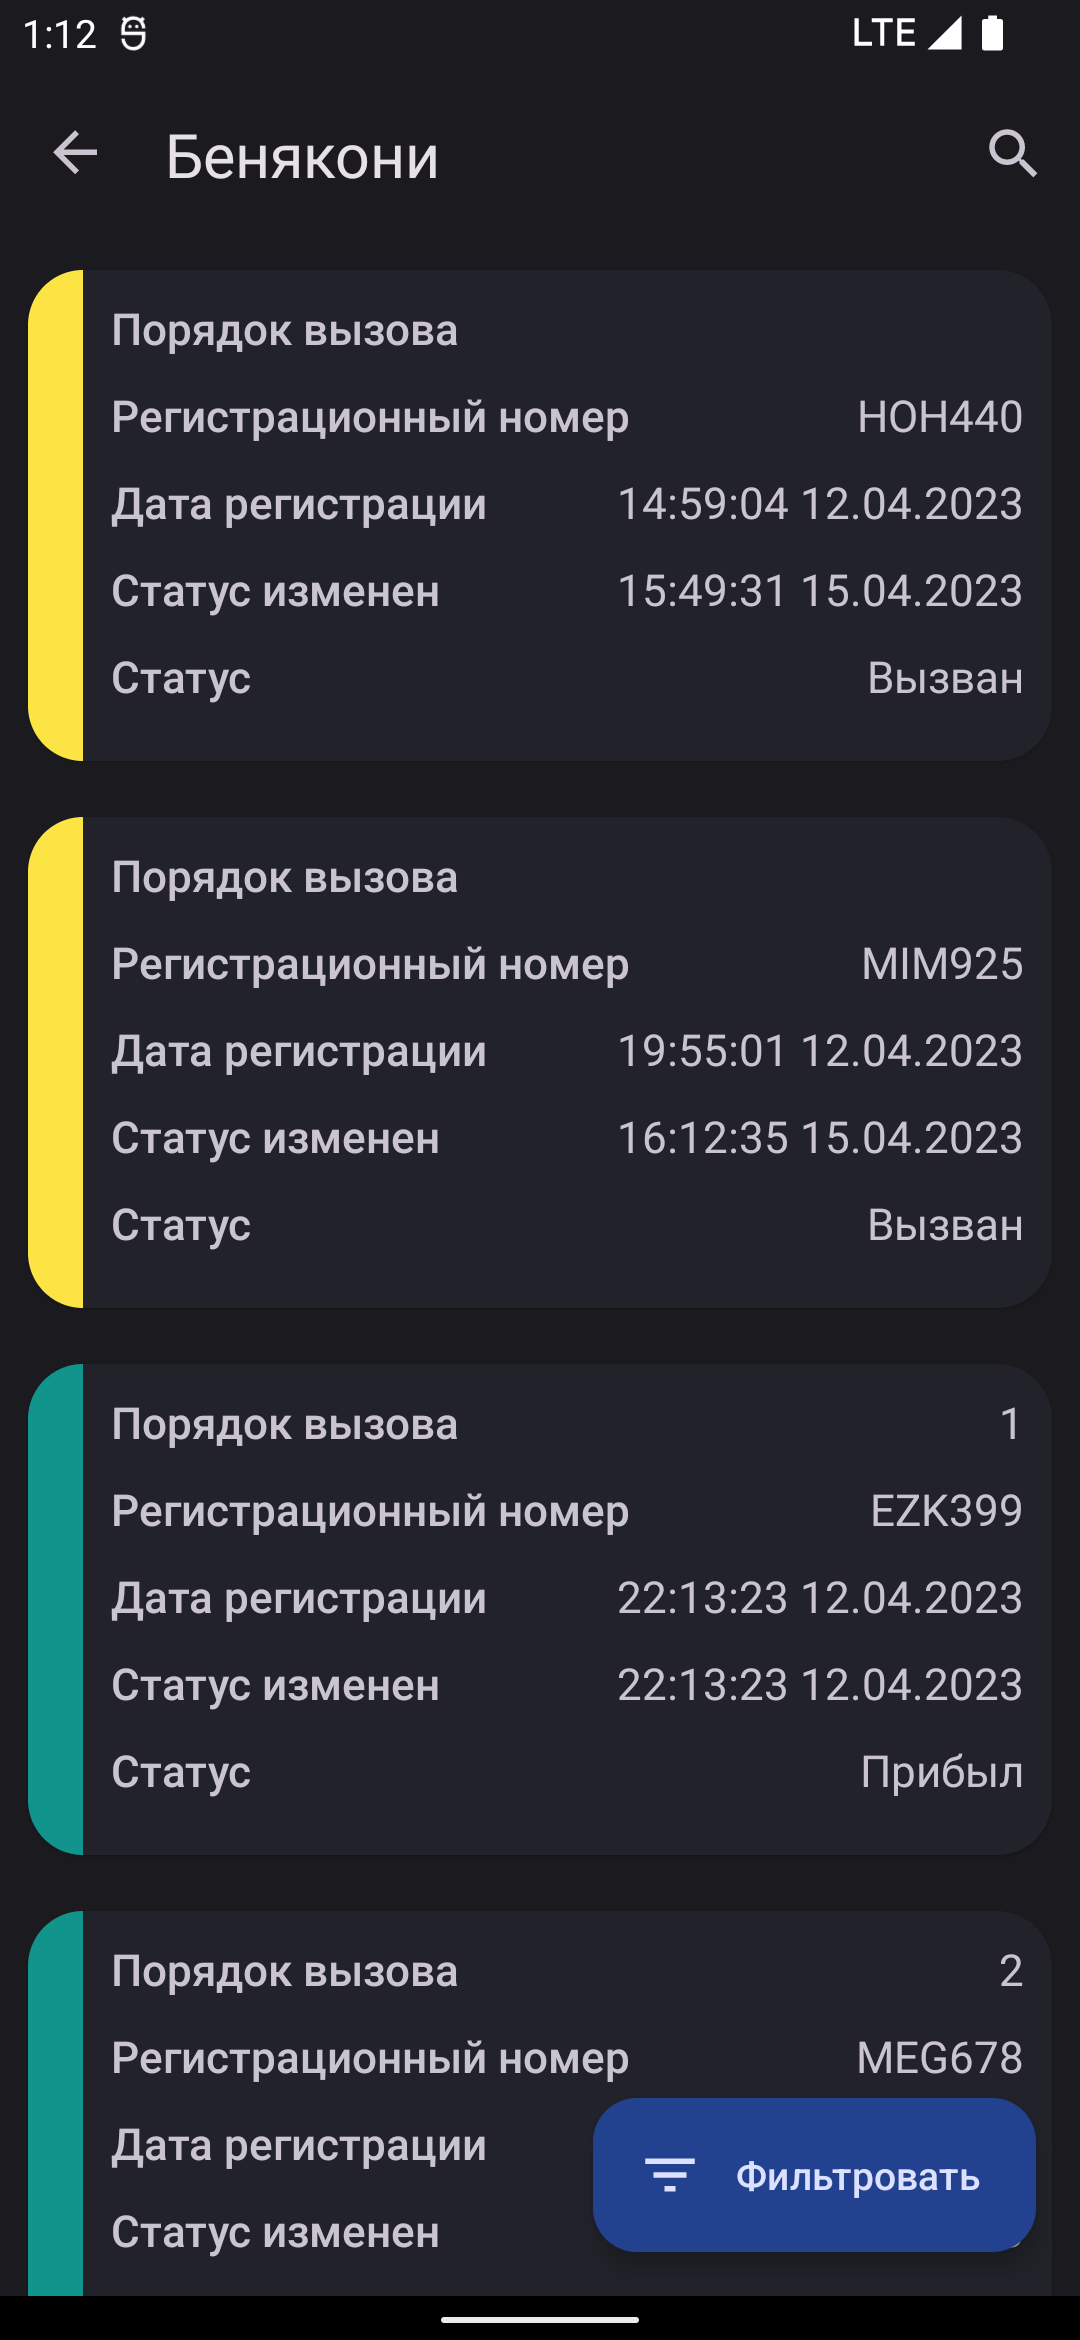 1:12 LTE
Бенякони
Порядок вызова
Регистрационный номер HOH440
Дата регистрации 14:59:04 12.04.2023
Статус изменен 15:49:31 15.04.2023
Статус Вызван
Порядок вызова
Регистрационный номер MIM925
Дата регистрации 19:55:01 12.04.2023
Статус изменен 16:12:35 15.04.2023
Статус Вызван
Порядок вызова 1
Регистрационный номер EZK399
Дата регистрации 22:13:23 12.04.2023
Статус изменен 22:13:23 12.04.2023
Статус Прибыл
Порядок вызова 2
Регистрационный номер MEG678
Дата регистрации
Фильтровать
Статус изменен